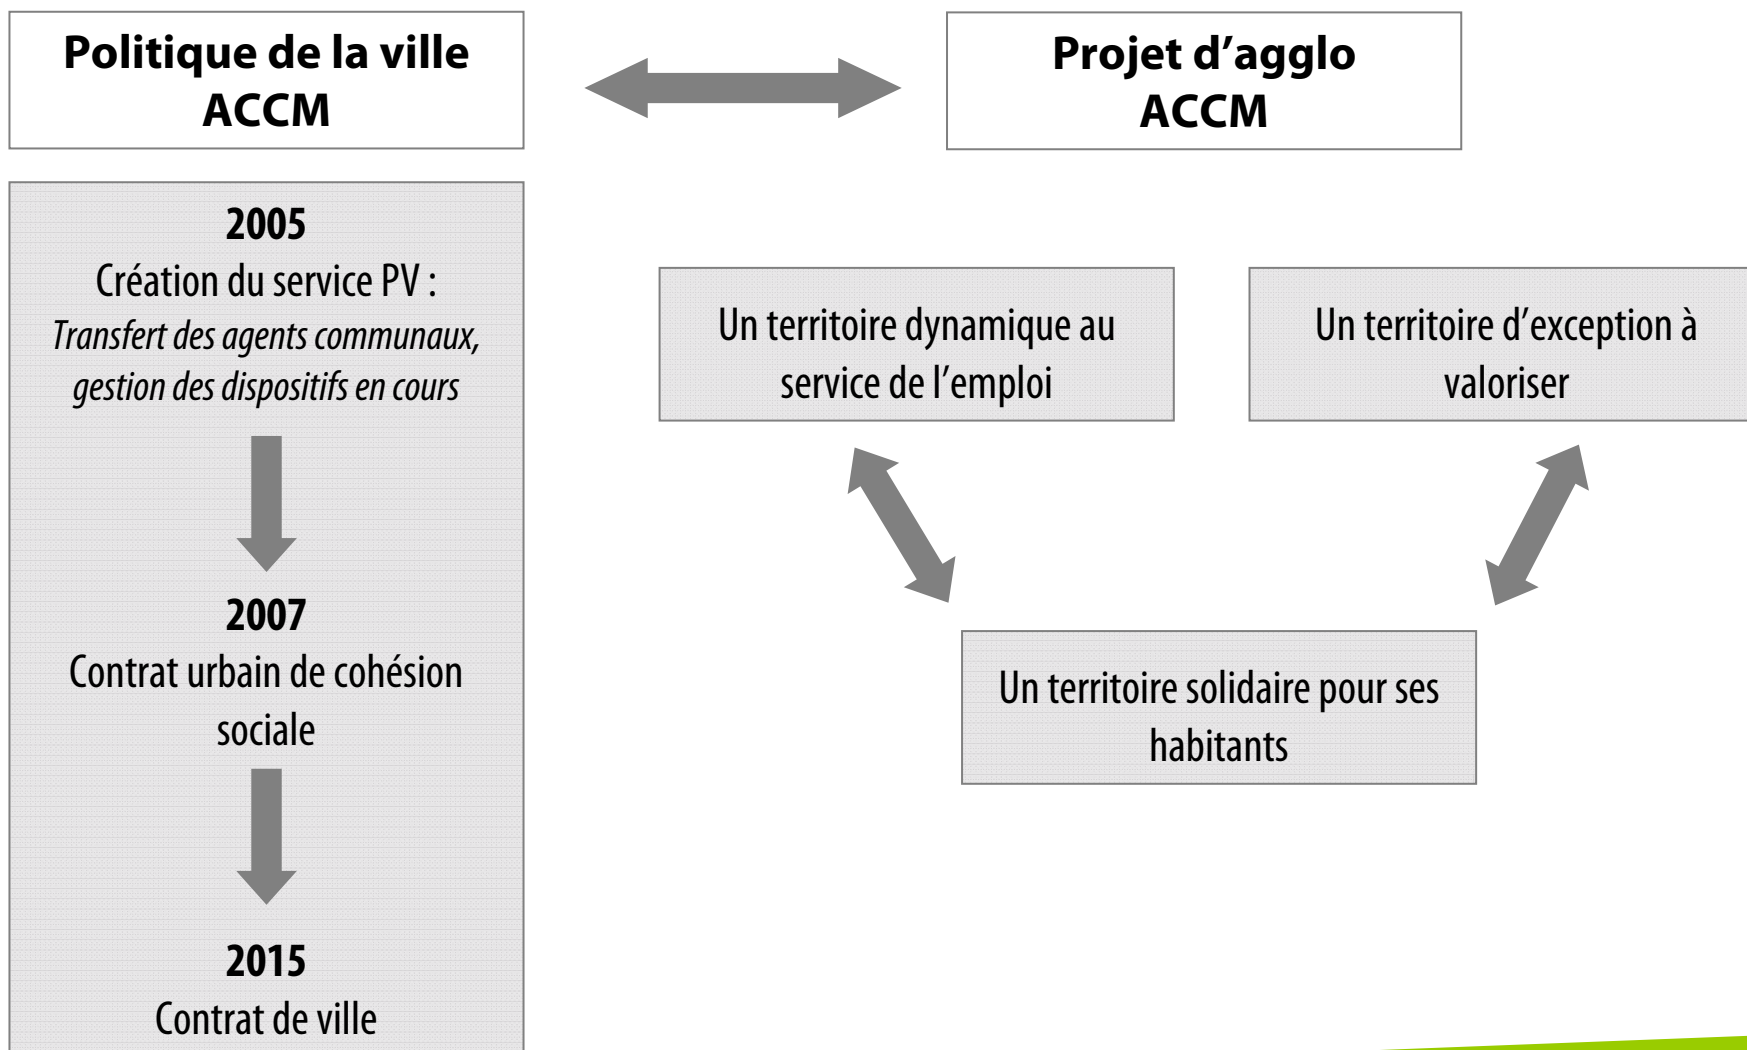 Politique de la ville
ACCM
Projet d’agglo
ACCM
2005
Création du service PV :
Transfert des agents communaux,
gestion des dispositifs en cours
2007
Contrat urbain de cohésion
sociale
2015
Contrat de ville
Un territoire dynamique au
service de l’emploi
Un territoire d’exception à
valoriser
Un territoire solidaire pour ses
habitants